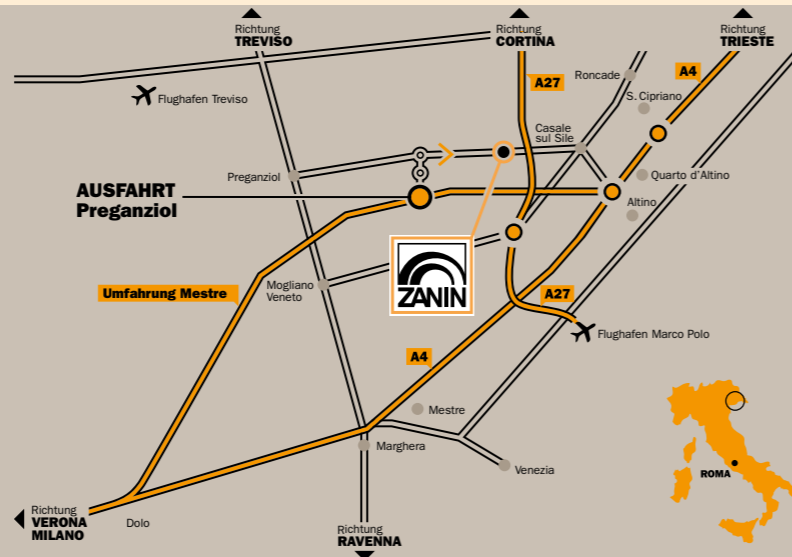 Richtung
TREVISO
Richtung
CORTINA
Richtung
TRIESTE
A27
A4
Roncade
Flughafen Treviso
S. Cipriano
Casale
sul Sile
Preganziol
Quarto d'Altino
AUSFAHRT
Preganziol
Altino
ZANIN
Mogliano
Veneto
Umfahrung Mestre
A27
Flughafen Marco Polo
A4
Mestre
Marghera
Venezia
ROMA
Richtung
VERONA
MILANO
Dolo
Richtung
RAVENNA